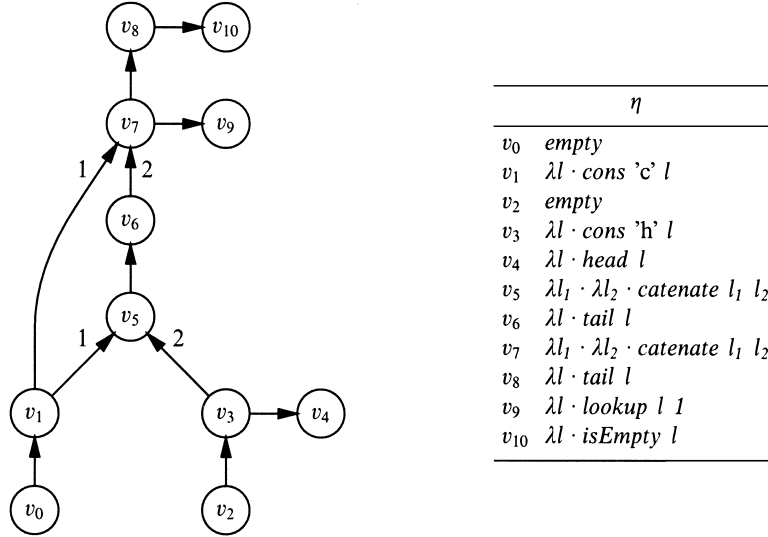 v₈ v₁₀
v₇ v₉
1 2
v₆
v₅
1 2
v₁ v₃ v₄
v₀ v₂
η
v₀ empty
v₁ λl · cons 'c' l
v₂ empty
v₃ λl · cons 'h' l
v₄ λl · head l
v₅ λl₁ · λl₂ · catenate l₁ l₂
v₆ λl · tail l
v₇ λl₁ · λl₂ · catenate l₁ l₂
v₈ λl · tail l
v₉ λl · lookup l 1
v₁₀ λl · isEmpty l